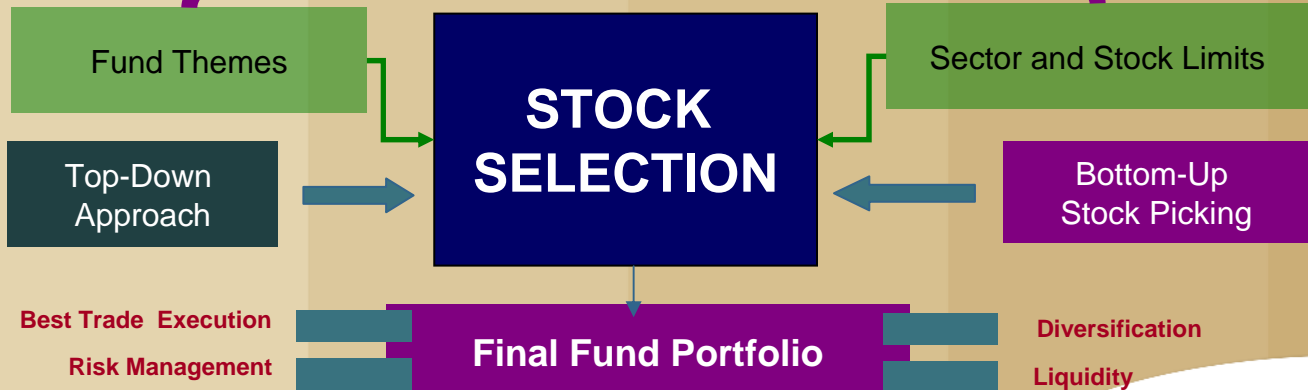 Fund Themes
STOCK
SELECTION
Sector and Stock Limits
Top-Down
Approach
Bottom-Up
Stock Picking
Best Trade Execution
Risk Management
Final Fund Portfolio
Diversification
Liquidity